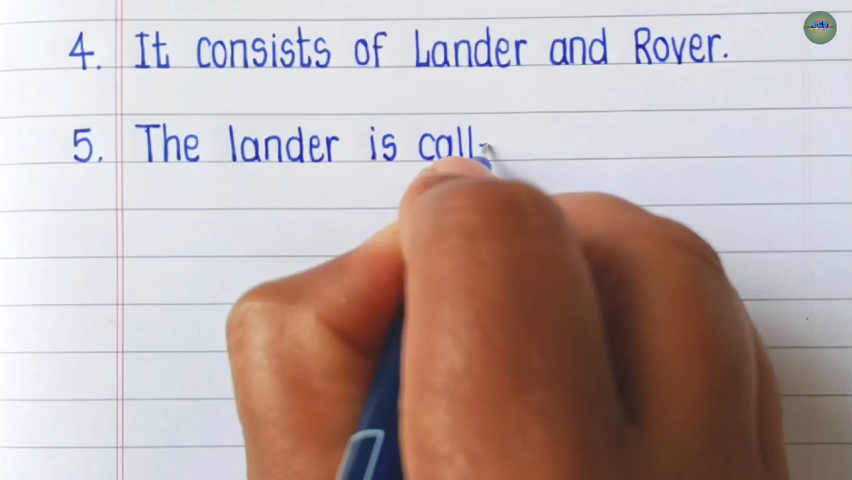 4. It consists of Lander and Rover.
5. The lander is call